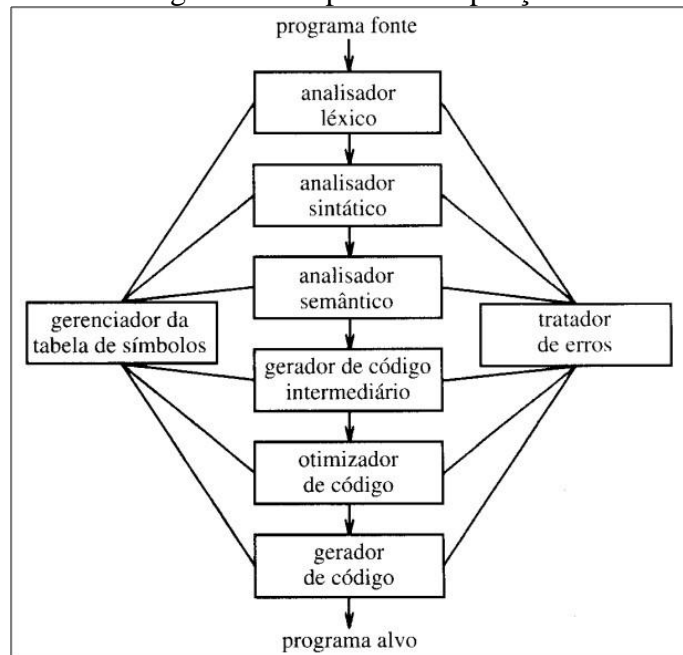 programa fonte
analisador
léxico
analisador
sintático
analisador
semântico
gerenciador da
tabela de símbolos
tratador
de erros
gerador de código
intermediário
otimizador
de código
gerador
de código
programa alvo